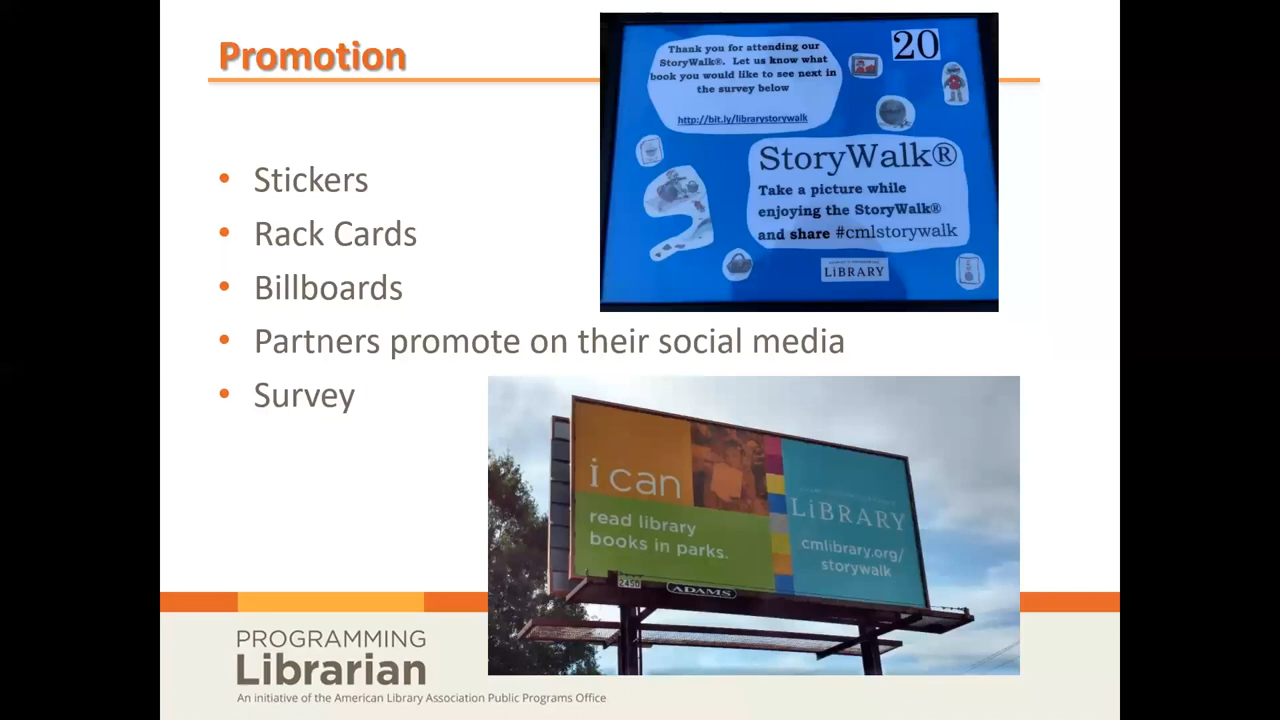 Promotion
Thank you for attending our
StoryWalk®. Let us know what
book you would like to see next in
the survey below
http://bit.ly/librarystorywalk
20
StoryWalk®
Take a picture while
enjoying the StoryWalk®
and share #cmlstorywalk
LiBRARY
• Stickers
• Rack Cards
• Billboards
• Partners promote on their social media
• Survey
i can
read library
books in parks.
LiBRARY
cmlibrary.org/
storywalk
2450
ADAMS
PROGRAMMING
Librarian
An initiative of the American Library Association Public Programs Office